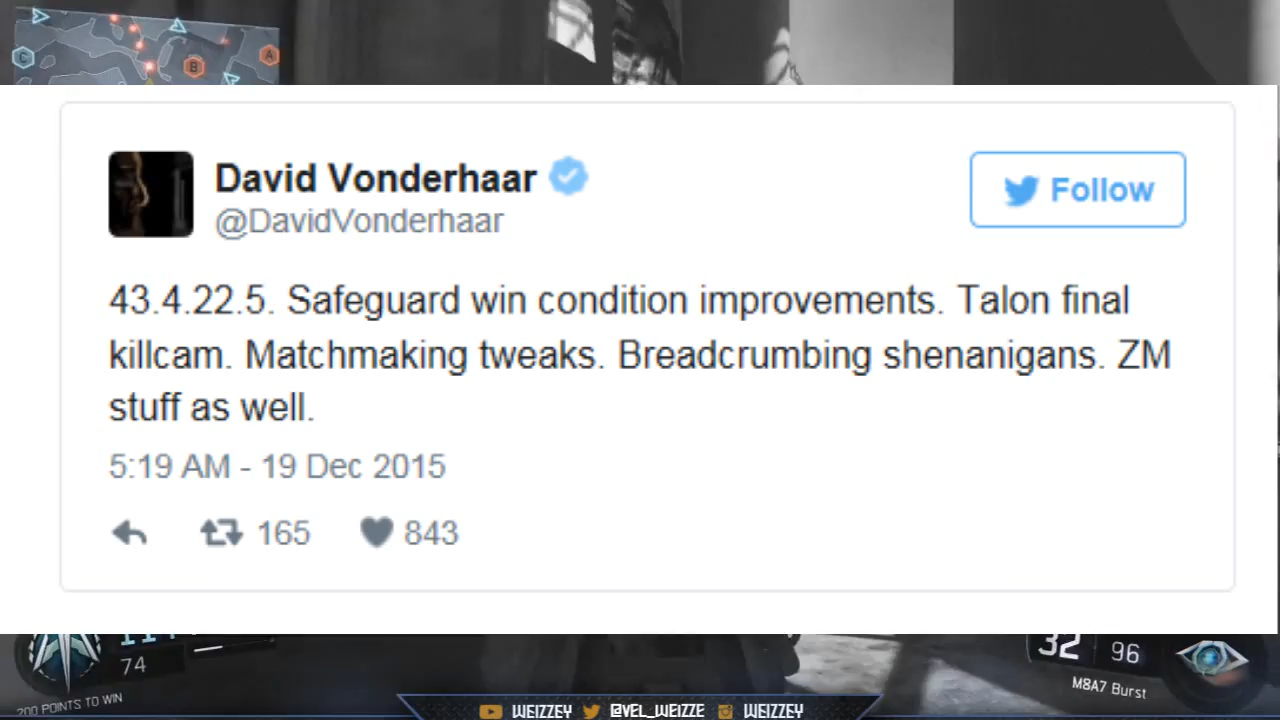 C
B
A
David Vonderhaar
@DavidVonderhaar
Follow
43.4.22.5. Safeguard win condition improvements. Talon final
killcam. Matchmaking tweaks. Breadcrumbing shenanigans. ZM
stuff as well.
5:19 AM - 19 Dec 2015
165 843
74
200 POINTS TO WIN
32 96
M8A7 Burst
WEIZZEY @VEL_WEIZZE WEIZZEY